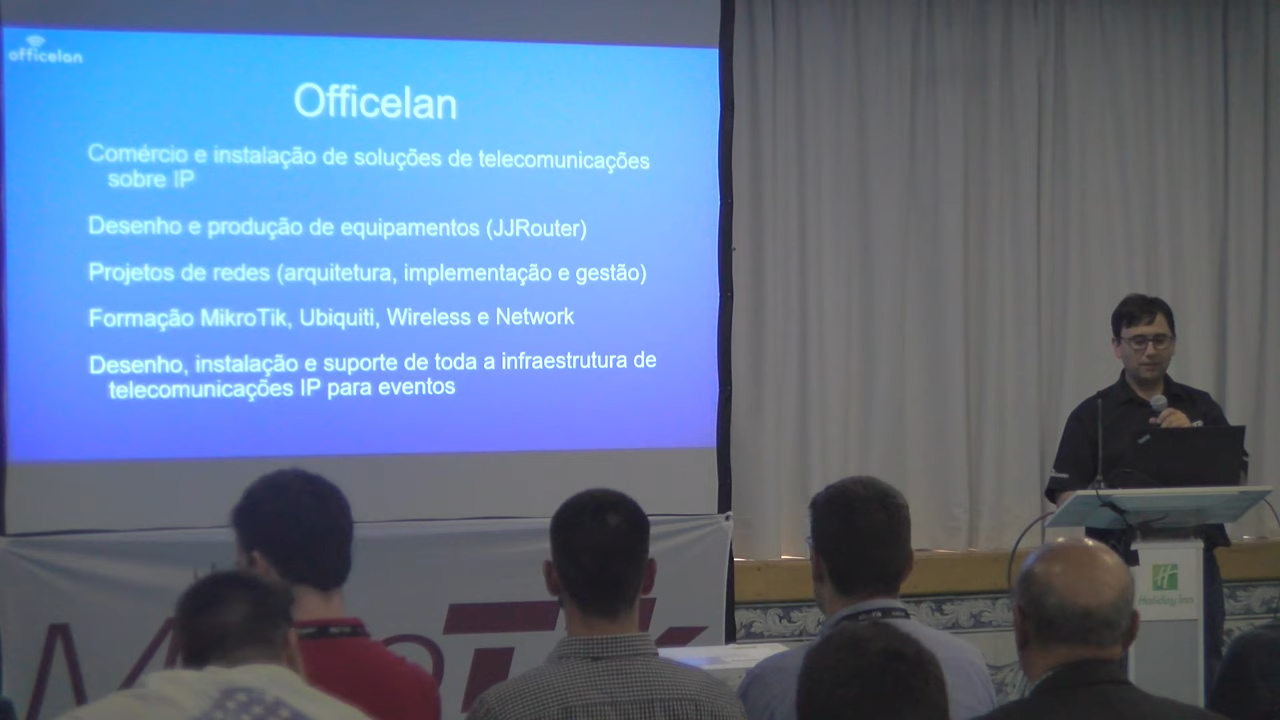 officelan
Officelan
Comércio e instalação de soluções de telecomunicações
sobre IP
Desenho e produção de equipamentos (JJRouter)
Projetos de redes (arquitetura, implementação e gestão)
Formação MikroTik, Ubiquiti, Wireless e Network
Desenho, instalação e suporte de toda a infraestrutura de
telecomunicações IP para eventos
Holiday Inn